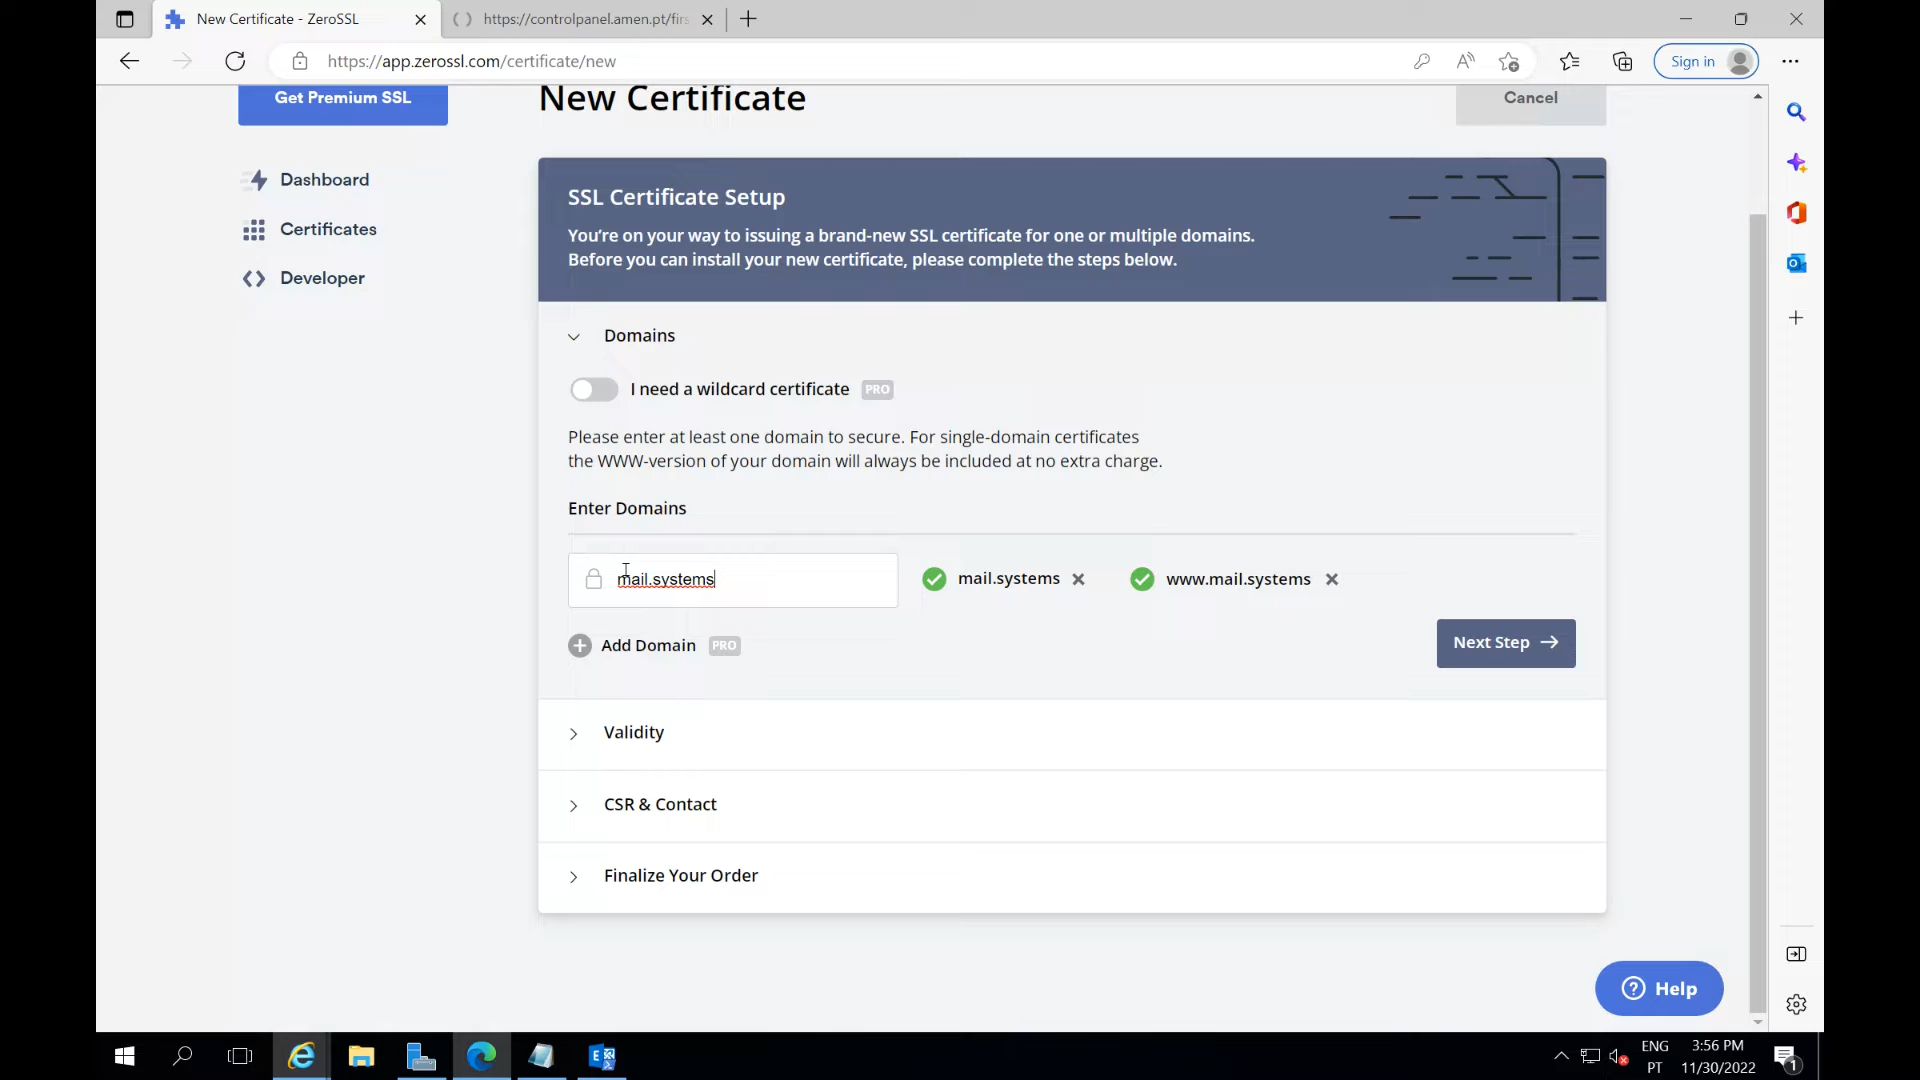 New Certificate - ZeroSSL
https://controlpanel.amen.pt/firs
https://app.zerossl.com/certificate/new
Sign in
Get Premium SSL
New Certificate
Cancel
Dashboard
Certificates
Developer
SSL Certificate Setup
You're on your way to issuing a brand-new SSL certificate for one or multiple domains.
Before you can install your new certificate, please complete the steps below.
Domains
I need a wildcard certificate PRO
Please enter at least one domain to secure. For single-domain certificates
the WWW-version of your domain will always be included at no extra charge.
Enter Domains
mail.systems
mail.systems
www.mail.systems
Add Domain PRO
Next Step
Validity
CSR & Contact
Finalize Your Order
Help
ENG
PT
3:56 PM
11/30/2022
1